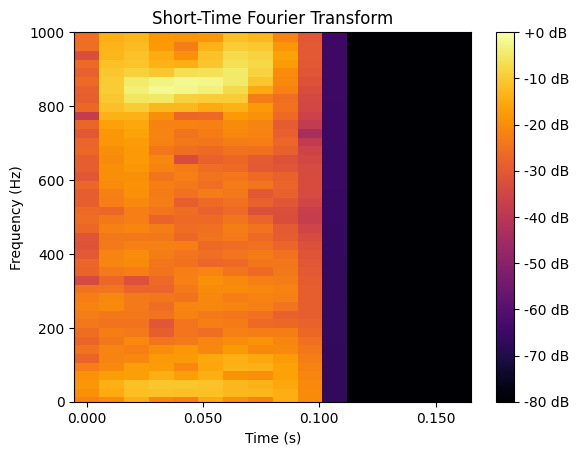 Short-Time Fourier Transform
Frequency (Hz)
1000
800
600
400
200
0
0.000
0.050
0.100
0.150
Time (s)
+0 dB
-10 dB
-20 dB
-30 dB
-40 dB
-50 dB
-60 dB
-70 dB
-80 dB